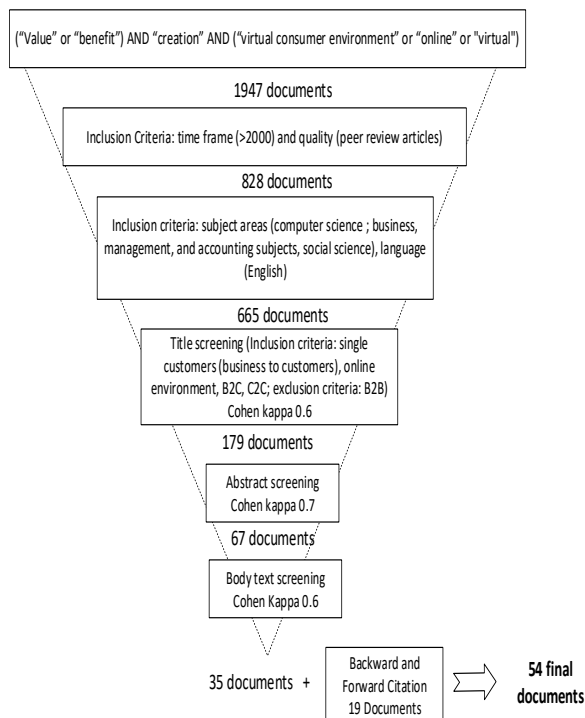 (“Value” or “benefit”) AND “creation” AND (“virtual consumer environment” or “online” or "virtual")
1947 documents
Inclusion Criteria: time frame (>2000) and quality (peer review articles)
828 documents
Inclusion criteria: subject areas (computer science ; business,
management, and accounting subjects, social science), language
(English)
665 documents
Title screening (Inclusion criteria: single
customers (business to customers), online
environment, B2C, C2C; exclusion criteria: B2B)
Cohen kappa 0.6
179 documents
Abstract screening
Cohen kappa 0.7
67 documents
Body text screening
Cohen Kappa 0.6
35 documents +
Backward and
Forward Citation
19 Documents
54 final
documents